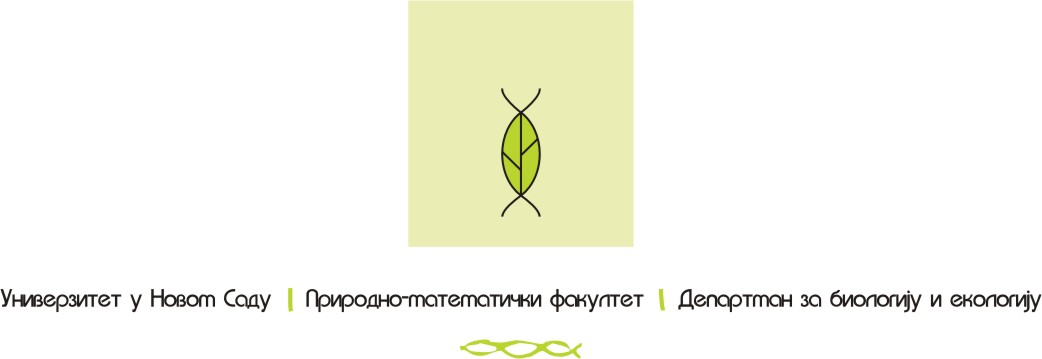 Универзитет у Новом Саду | Природно-математички факултет | Департман за биологију и екологију